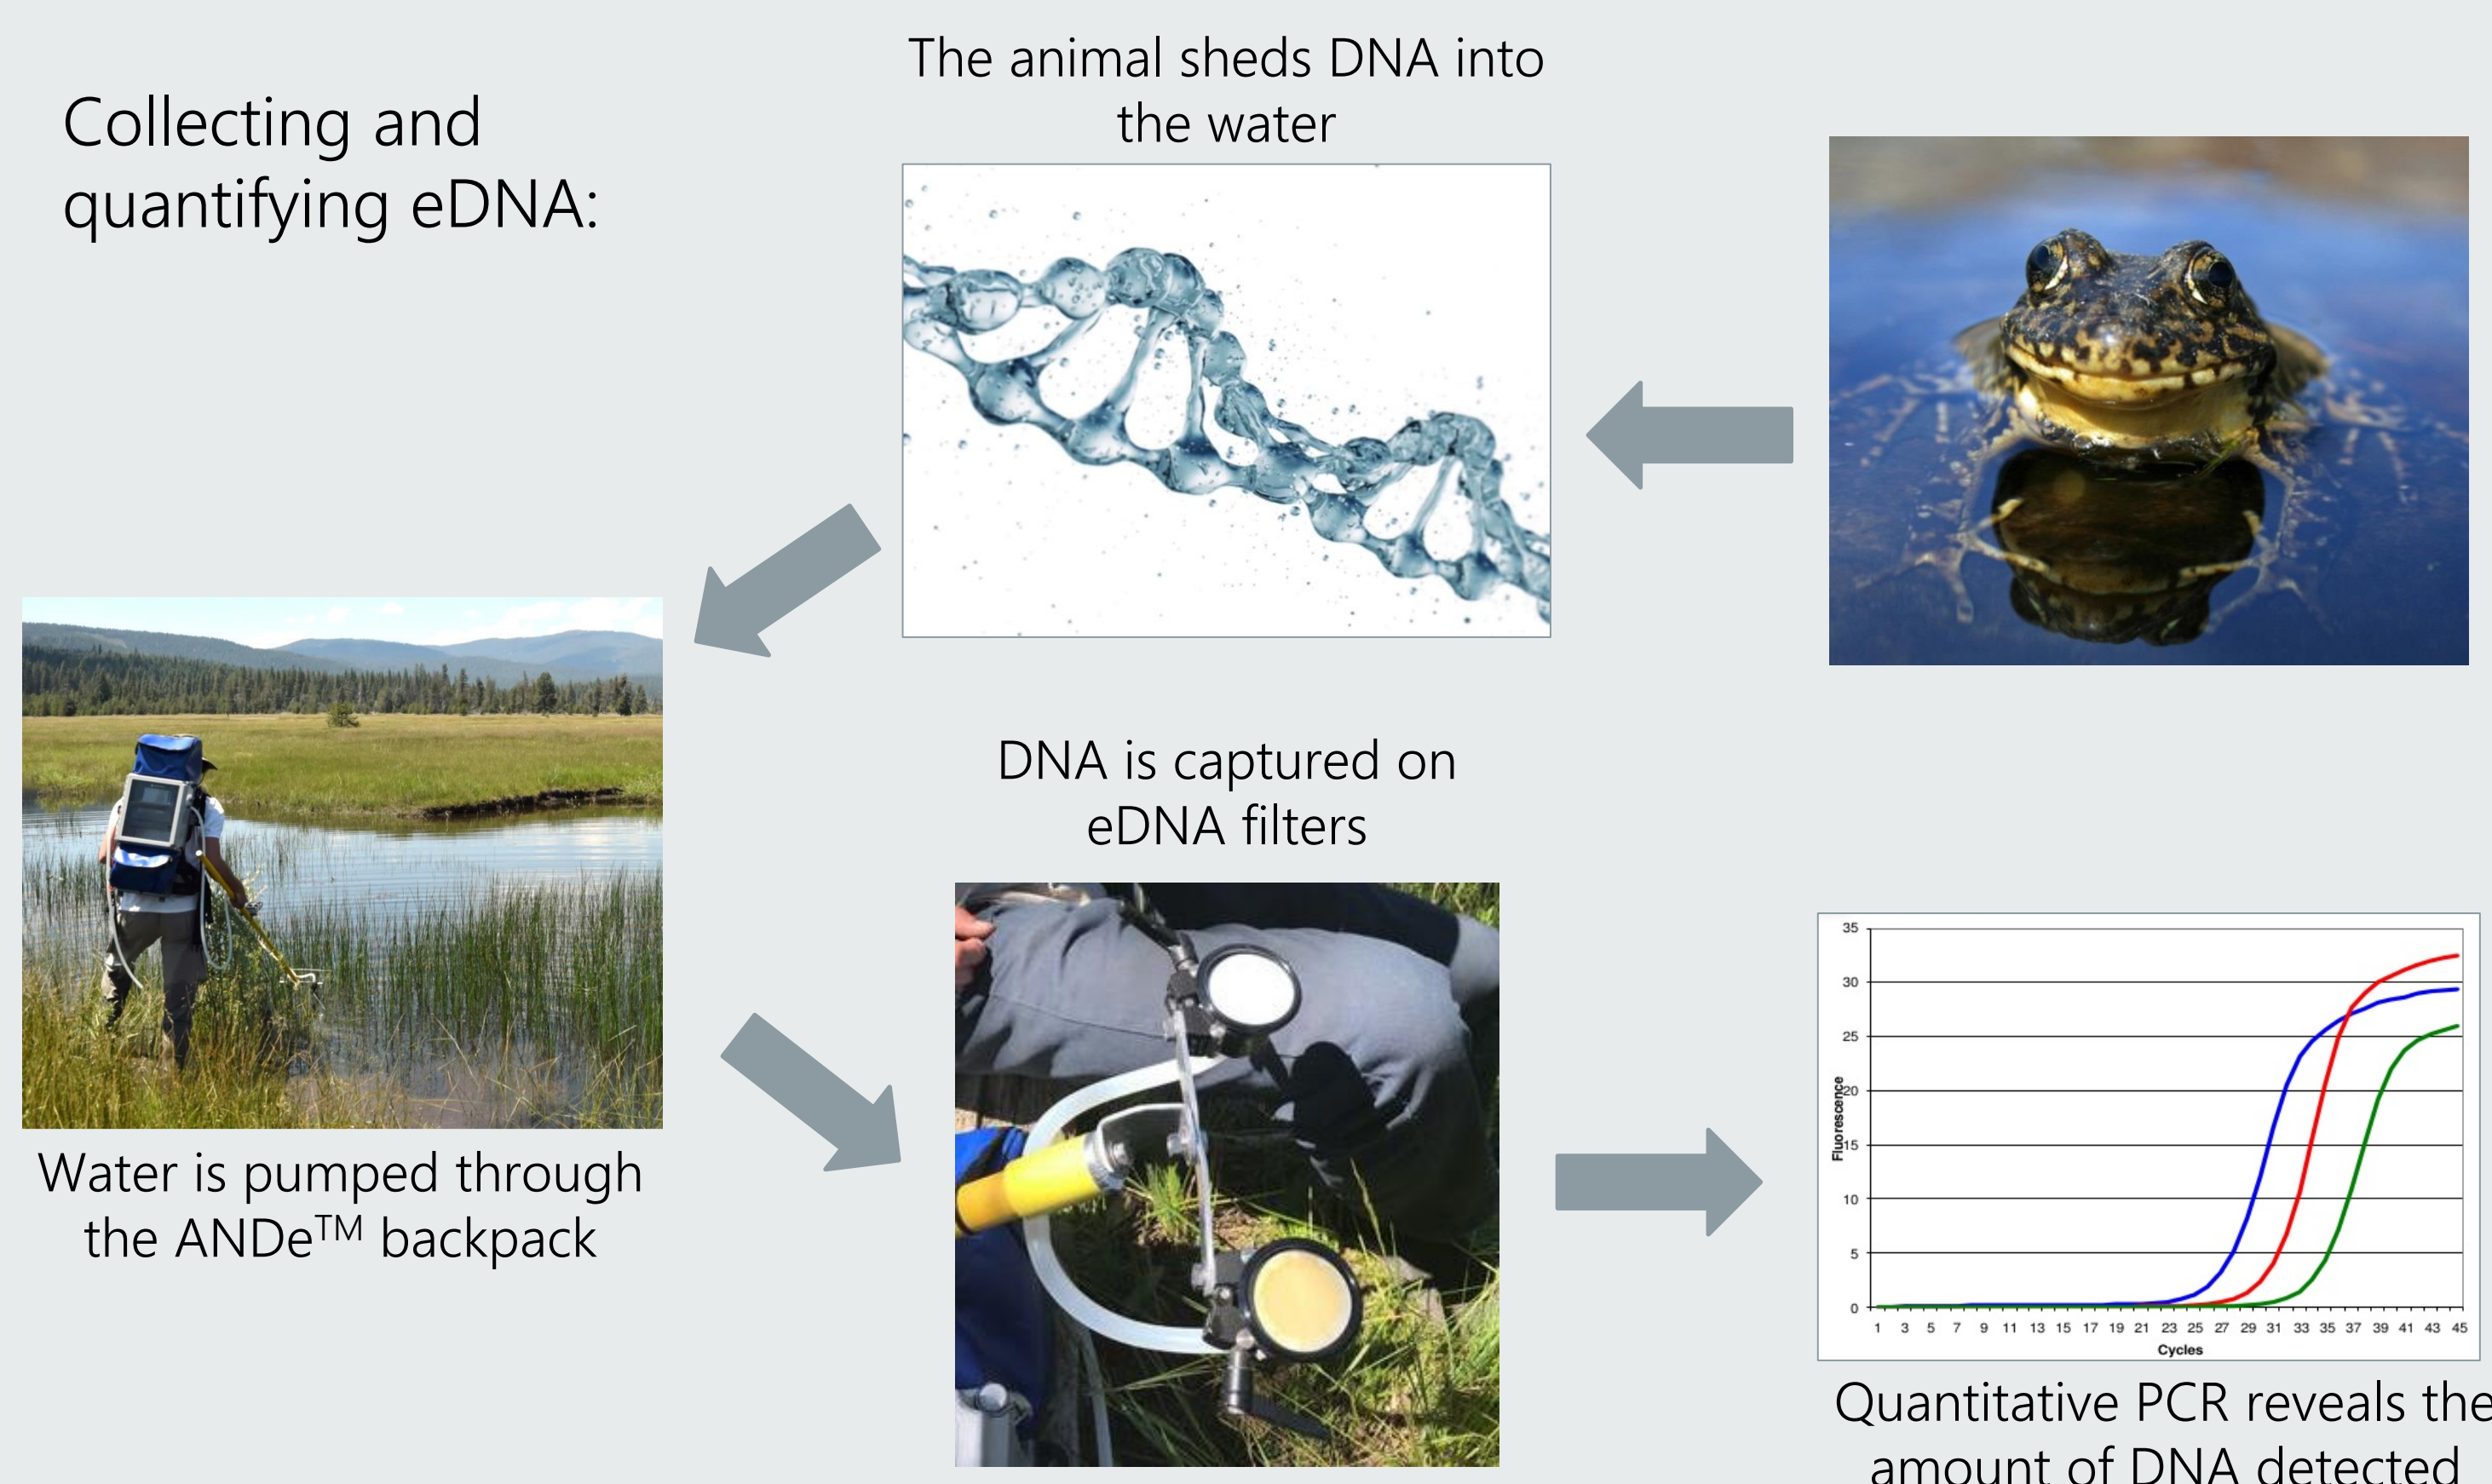 Collecting and
quantifying eDNA:
The animal sheds DNA into
the water
Water is pumped through
the ANDe™ backpack
DNA is captured on
eDNA filters
35
30
25
20
15
10
5
0
Fluorescence
1 3 5 7 9 11 13 15 17 19 21 23 25 27 29 31 33 35 37 39 41 43 45
Cycles
Quantitative PCR reveals the
amount of DNA detected